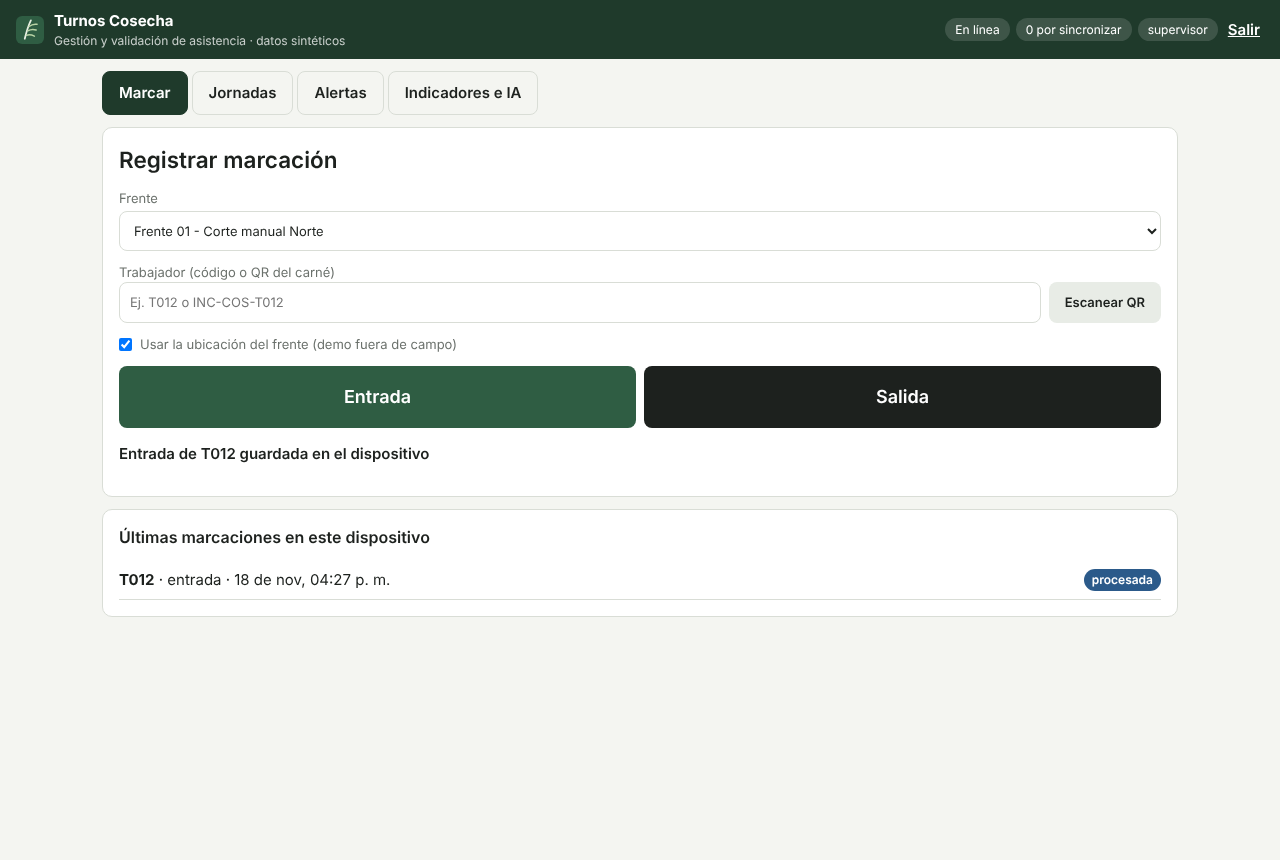 Turnos Cosecha
Gestión y validación de asistencia · datos sintéticos
En línea
0 por sincronizar
supervisor
Salir
Marcar
Jornadas
Alertas
Indicadores e IA
Registrar marcación
Frente
Frente 01 - Corte manual Norte
Trabajador (código o QR del carné)
Ej. T012 o INC-COS-T012
Escanear QR
Usar la ubicación del frente (demo fuera de campo)
Entrada
Salida
Entrada de T012 guardada en el dispositivo
Últimas marcaciones en este dispositivo
T012 · entrada · 18 de nov, 04:27 p. m.
procesada